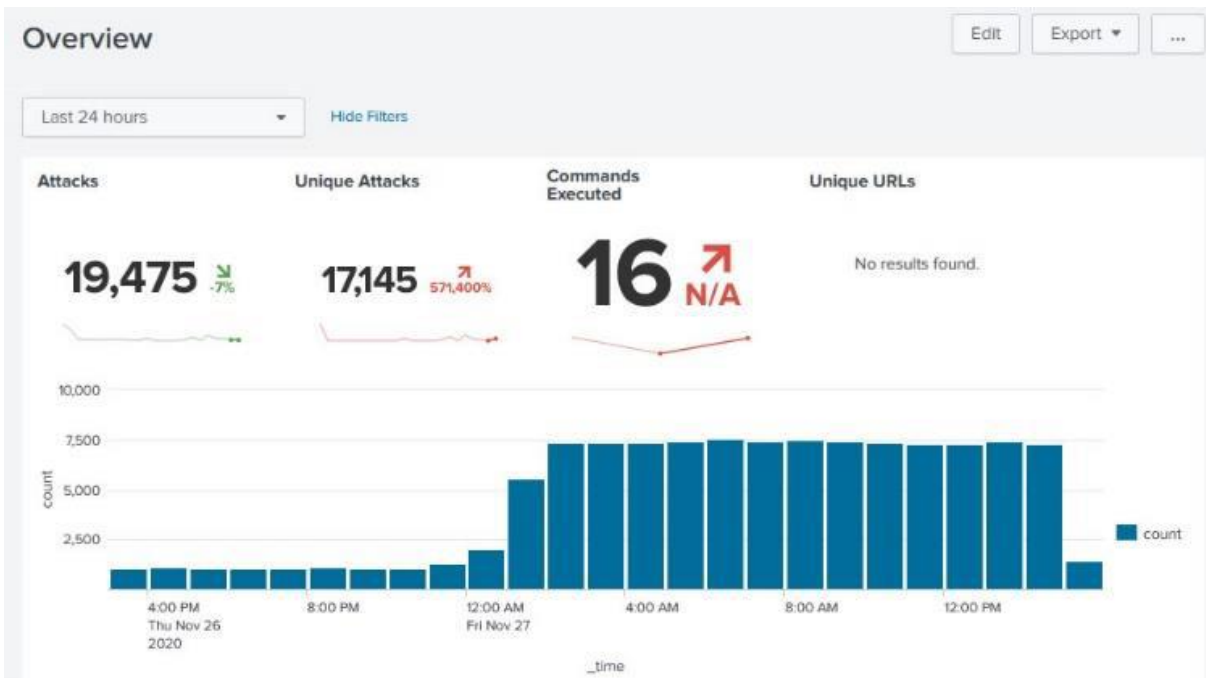 Overview
Edit
Export
...
Last 24 hours
Hide Filters
Attacks
Unique Attacks
Commands
Executed
Unique URLs
19,475
-7%
17,145
571,400%
16
N/A
No results found.
10,000
7,500
5,000
2,500
count
count
4:00 PM
Thu Nov 26
2020
8:00 PM
12:00 AM
Fri Nov 27
4:00 AM
8:00 AM
12:00 PM
_time